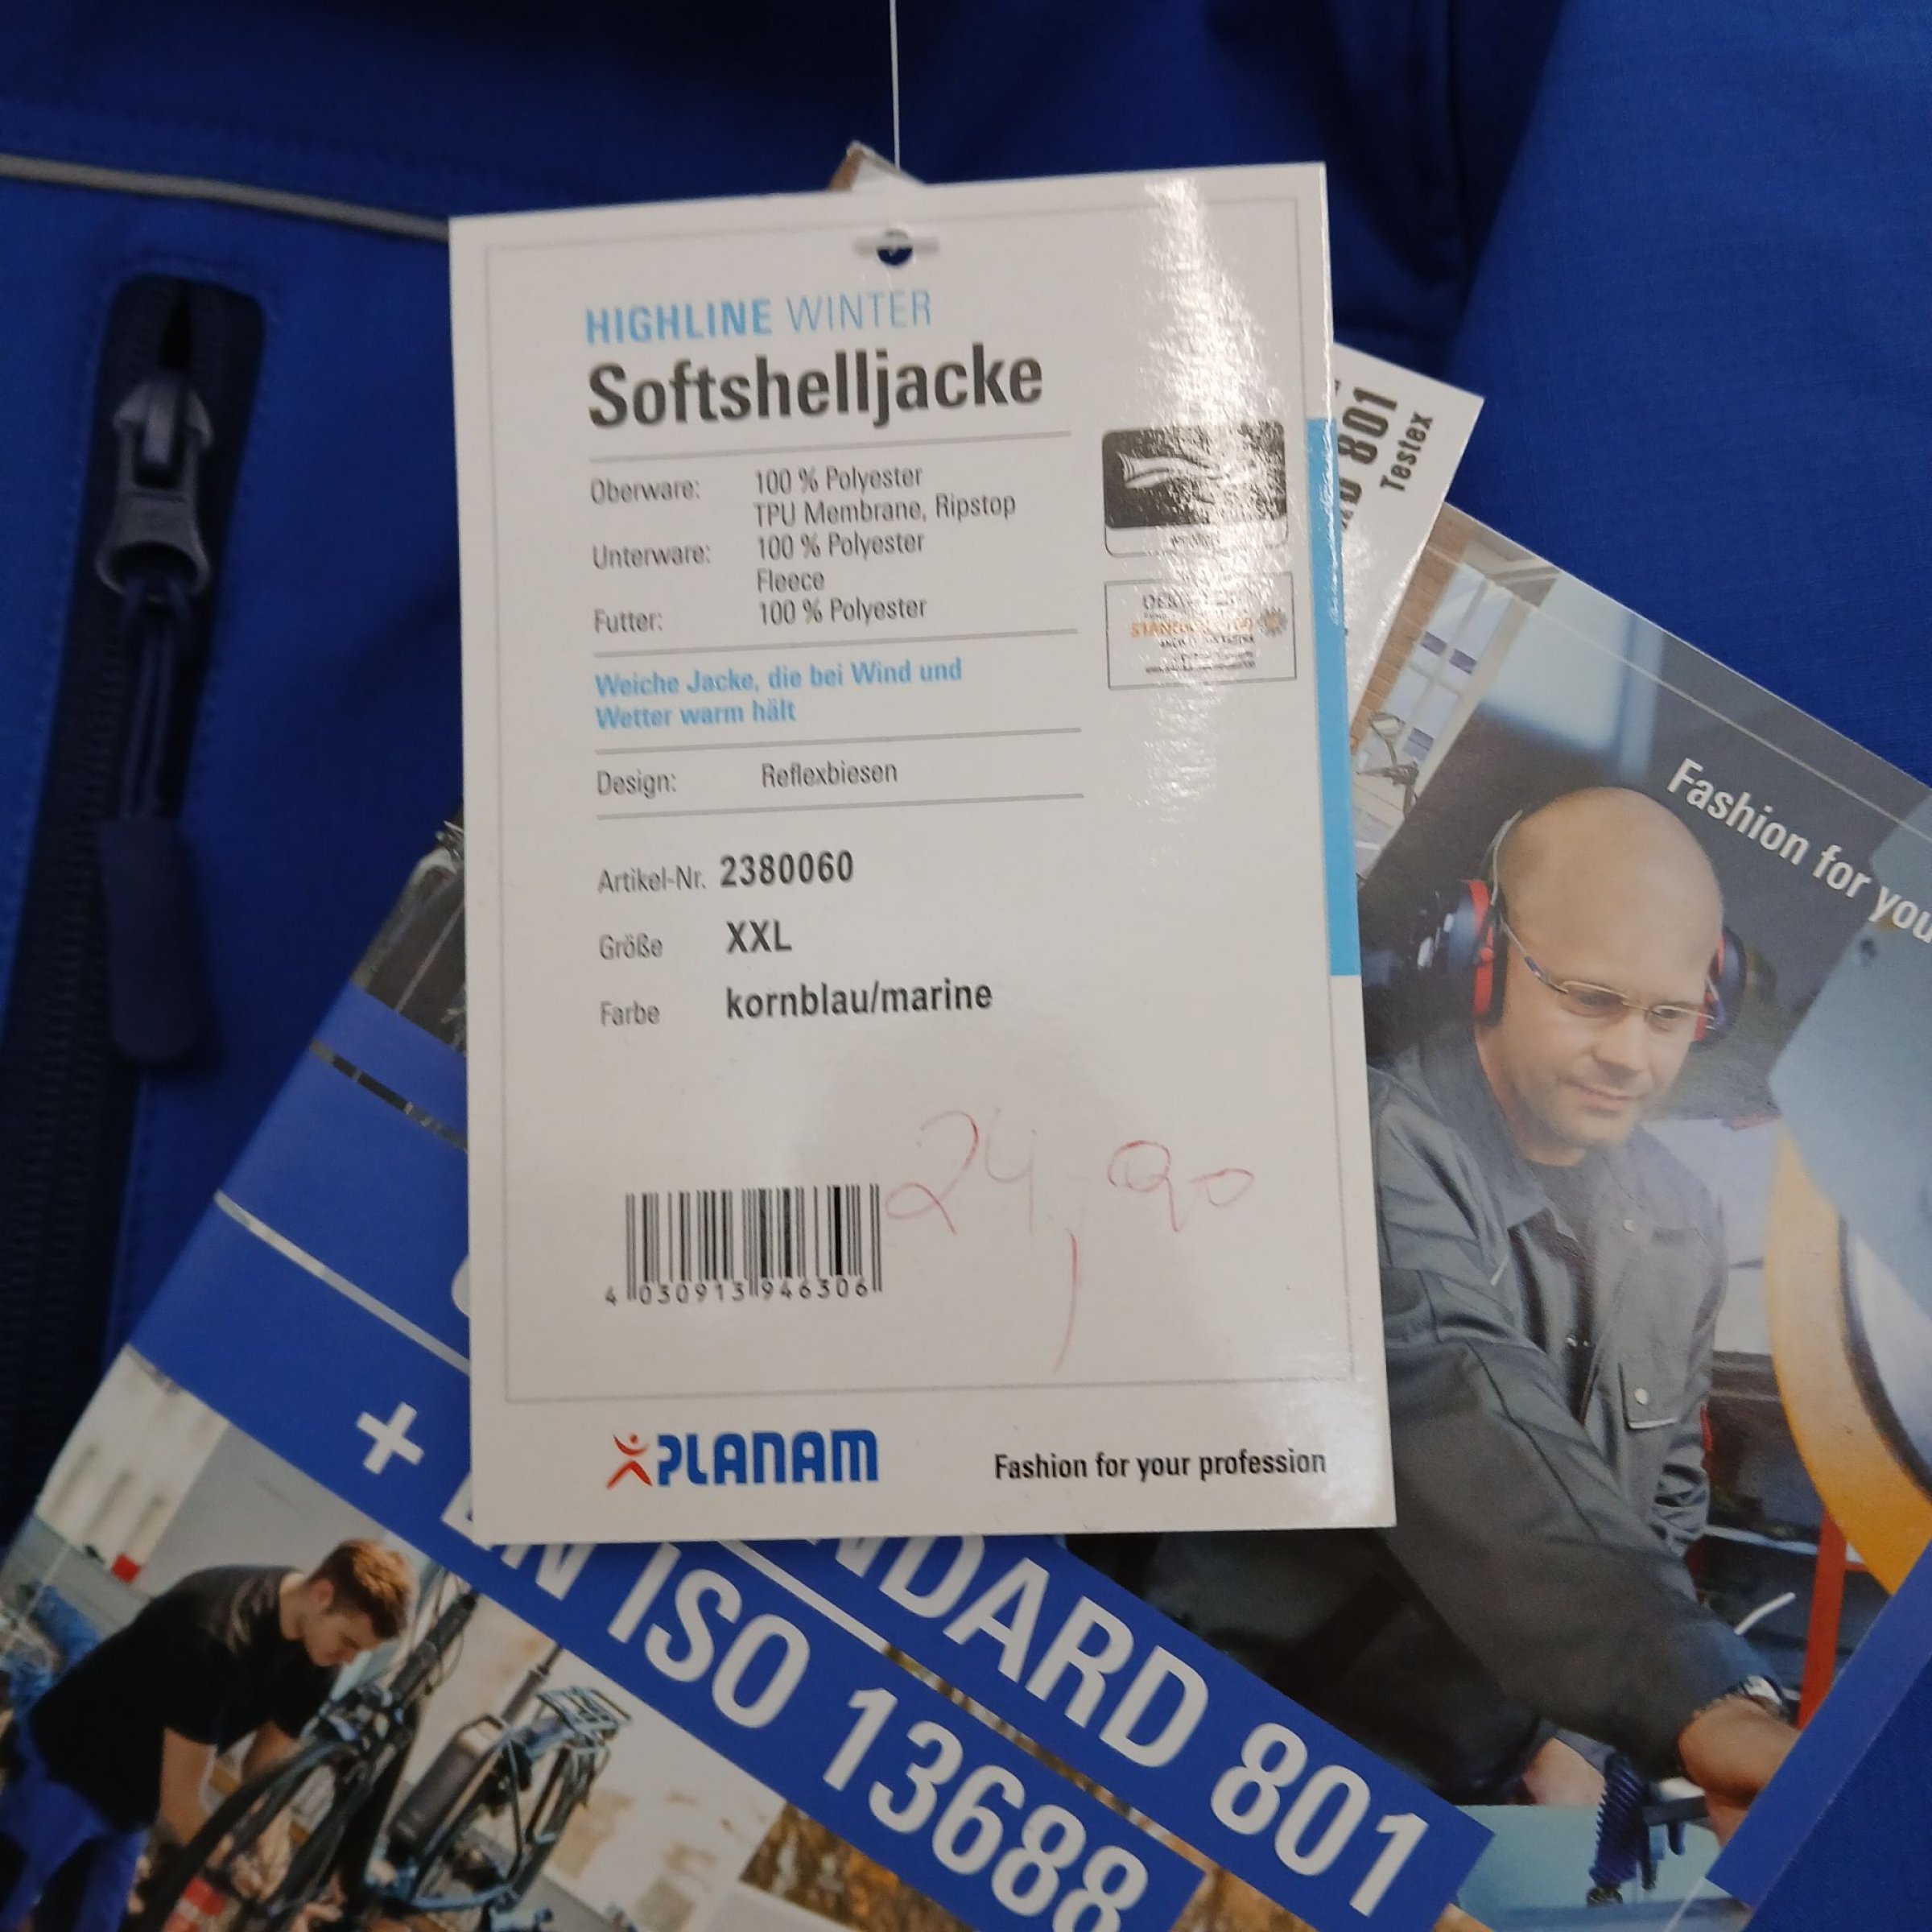 HIGHLINE WINTER
Softshelljacke
Oberware: 100 % Polyester
TPU Membrane, Ripstop
Unterware: 100 % Polyester
Fleece
Futter: 100 % Polyester
Weiche Jacke, die bei Wind und
Wetter warm hält
Design: Reflexbiesen
Artikel-Nr. 2380060
Größe XXL
Farbe kornblau/marine
24,90
4 030913 946306
PLANAM
Fashion for your profession
801
Testex
Fashion for you
NDARD 801
+ EN ISO 13688